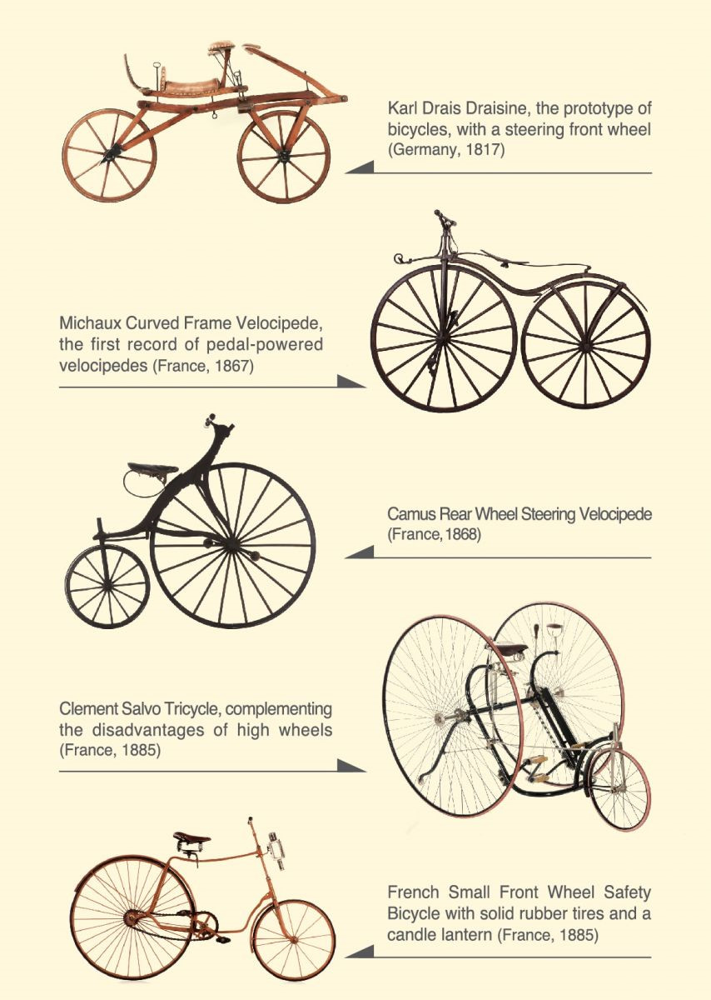 Karl Drais Draisine, the prototype of
bicycles, with a steering front wheel
(Germany, 1817)
Michaux Curved Frame Velocipede,
the first record of pedal-powered
velocipedes (France, 1867)
Camus Rear Wheel Steering Velocipede
(France, 1868)
Clement Salvo Tricycle, complementing
the disadvantages of high wheels
(France, 1885)
French Small Front Wheel Safety
Bicycle with solid rubber tires and a
candle lantern (France, 1885)